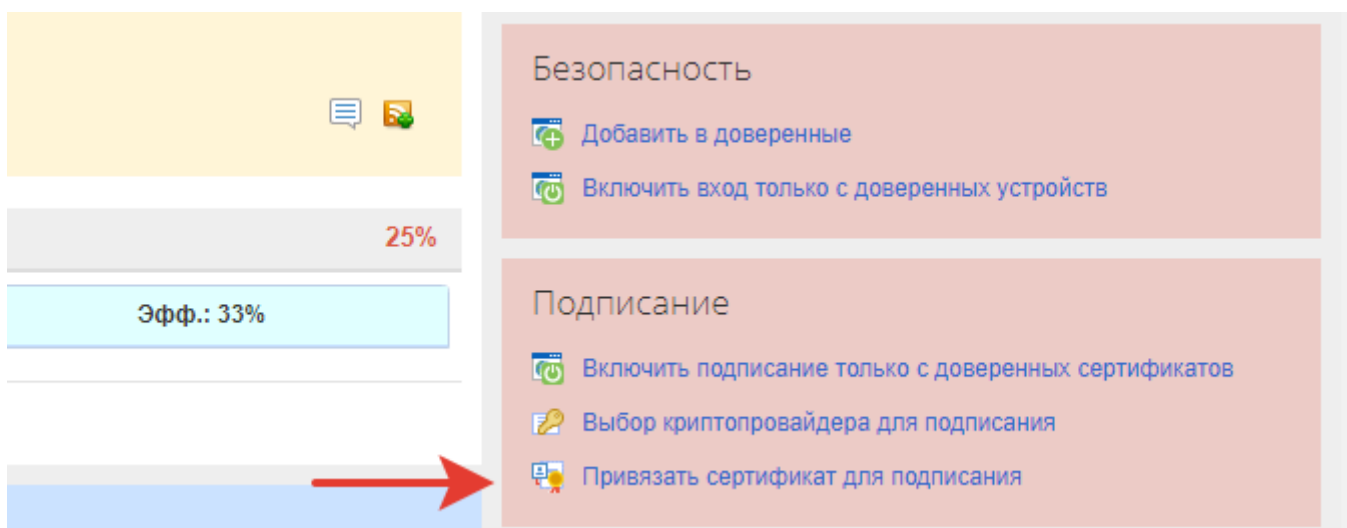 25%
Эфф.: 33%
Безопасность
Добавить в доверенные
Включить вход только с доверенных устройств
Подписание
Включить подписание только с доверенных сертификатов
Выбор криптопровайдера для подписания
Привязать сертификат для подписания